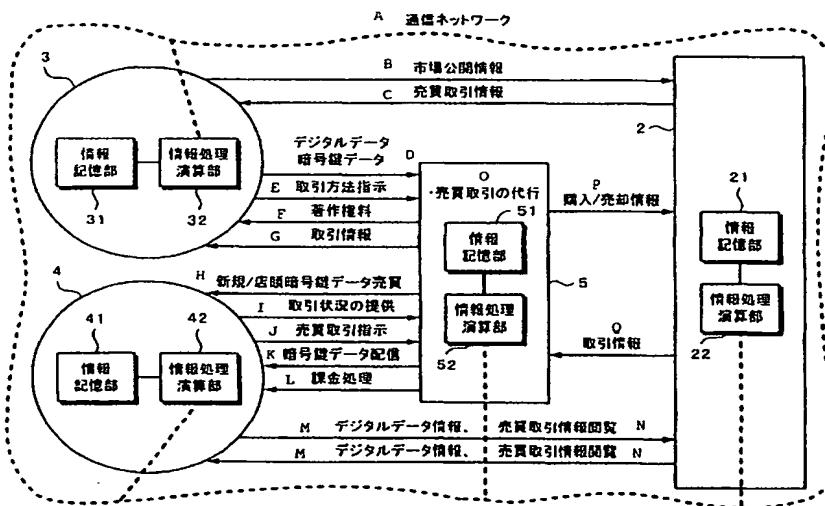 A 通信ネットワーク
3
B 市場公開情報
C 売買取引情報
2
情報
記憶部
情報処理
演算部
31
32
デジタルデータ
暗号鍵データ D
E 取引方法指示
F 著作権料
G 取引情報
O
・売買取引の代行
51
情報
記憶部
情報処理
演算部
52
5
P
購入/売却情報
21
情報
記憶部
情報処理
演算部
22
Q
取引情報
4
H 新規/店頭暗号鍵データ売買
I 取引状況の提供
J 売買取引指示
K 暗号鍵データ配信
L 課金処理
41
42
情報
記憶部
情報処理
演算部
M デジタルデータ情報、 売買取引情報閲覧 N
M デジタルデータ情報、 売買取引情報閲覧 N